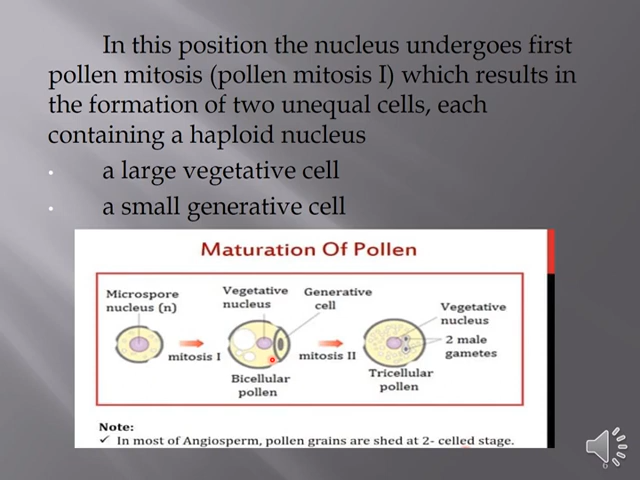 In this position the nucleus undergoes first
pollen mitosis (pollen mitosis I) which results in
the formation of two unequal cells, each
containing a haploid nucleus
• a large vegetative cell
• a small generative cell
Maturation Of Pollen
Microspore
nucleus (n)
Vegetative
nucleus
Generative
cell
Vegetative
nucleus
2 male
gametes
mitosis I
mitosis II
Bicellular
pollen
Tricellular
pollen
Note:
✓ In most of Angiosperm, pollen grains are shed at 2- celled stage.
6